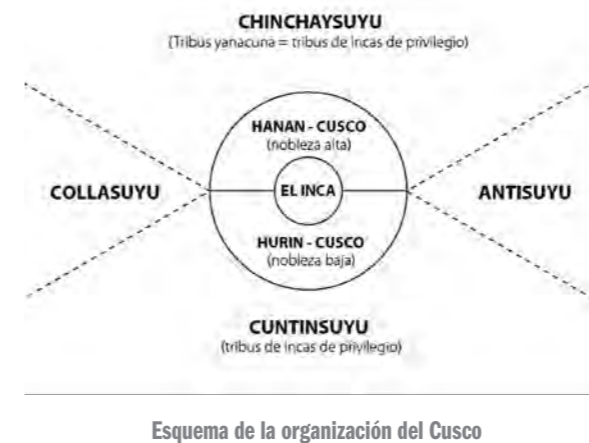 CHINCHAYSUYU
(Tribus yanacuna = tribus de incas de privilegio)
HANAN - CUSCO
(nobleza alta)
COLLASUYU
EL INCA
ANTISUYU
HURIN - CUSCO
(nobleza baja)
CUNTINSUYU
(tribus de incas de privilegio)
Esquema de la organización del Cusco